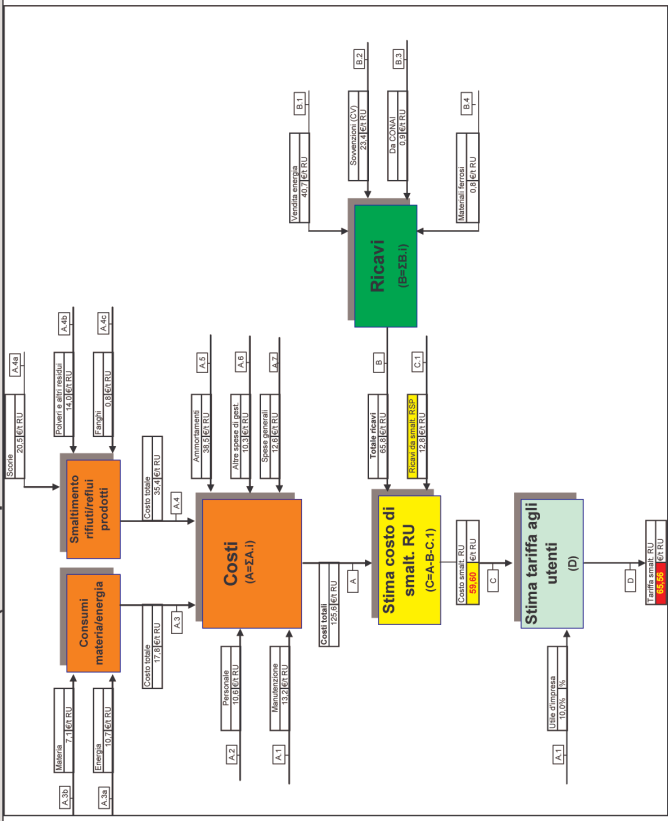 A.4a
Scorie
20,5 €/t RU
A.4b
Polveri e altri residui
14,0 €/t RU
A.4c
Fanghi
0,8 €/t RU
Smaltimento
rifiuti/reflui
prodotti
Costo totale
35,4 €/t RU
A.4
A.3b
Materia
7,1 €/t RU
A.3a
Energia
10,7 €/t RU
Consumi
materia/energia
Costo totale
17,8 €/t RU
A.3
A.5
Ammortamenti
38,5 €/t RU
A.6
Altre spese di gest.
10,3 €/t RU
A.7
Spese generali
12,6 €/t RU
Costi
(A=ΣA.i)
A.2
Personale
10,6 €/t RU
A.1
Manutenzione
13,2 €/t RU
Costi totali
125,6 €/t RU
A
B.1
Vendita energia
40,7 €/t RU
B.2
Sovvenzioni (CV)
23,4 €/t RU
B.3
Da CONAI
0,9 €/t RU
B.4
Materiali ferrosi
0,8 €/t RU
Ricavi
(B=ΣB.i)
B
Totale ricavi
65,8 €/t RU
C.1
Ricavi da smalt. RSP
12,8 €/t RU
Stima costo di
smalt. RU
(C=A-B-C.1)
Costo smalt. RU
59,60 €/t RU
C
Stima tariffa agli
utenti
(D)
A.1
Utile d'impresa
10,0% %
D
Tariffa smalt. RU
65,56 €/t RU